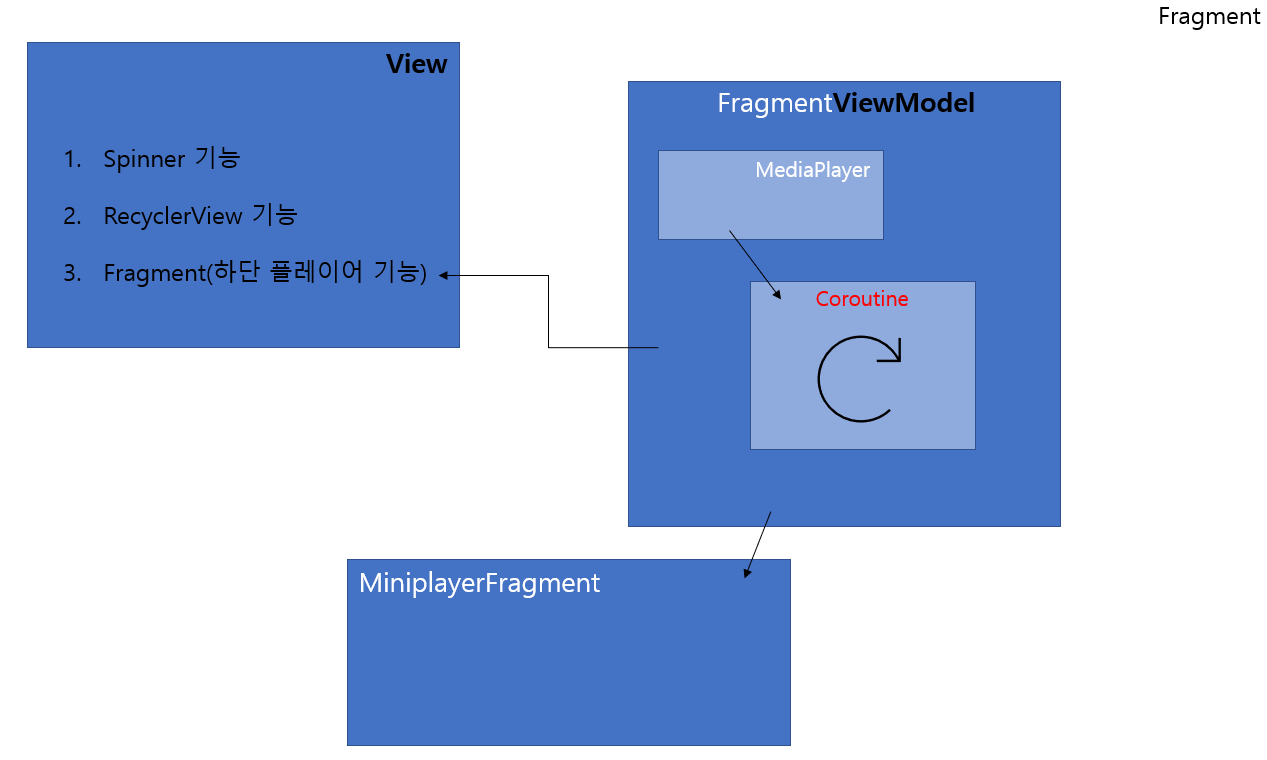 Fragment
View
1. Spinner 기능
2. RecyclerView 기능
3. Fragment(하단 플레이어 기능)
FragmentViewModel
MediaPlayer
Coroutine
MiniplayerFragment